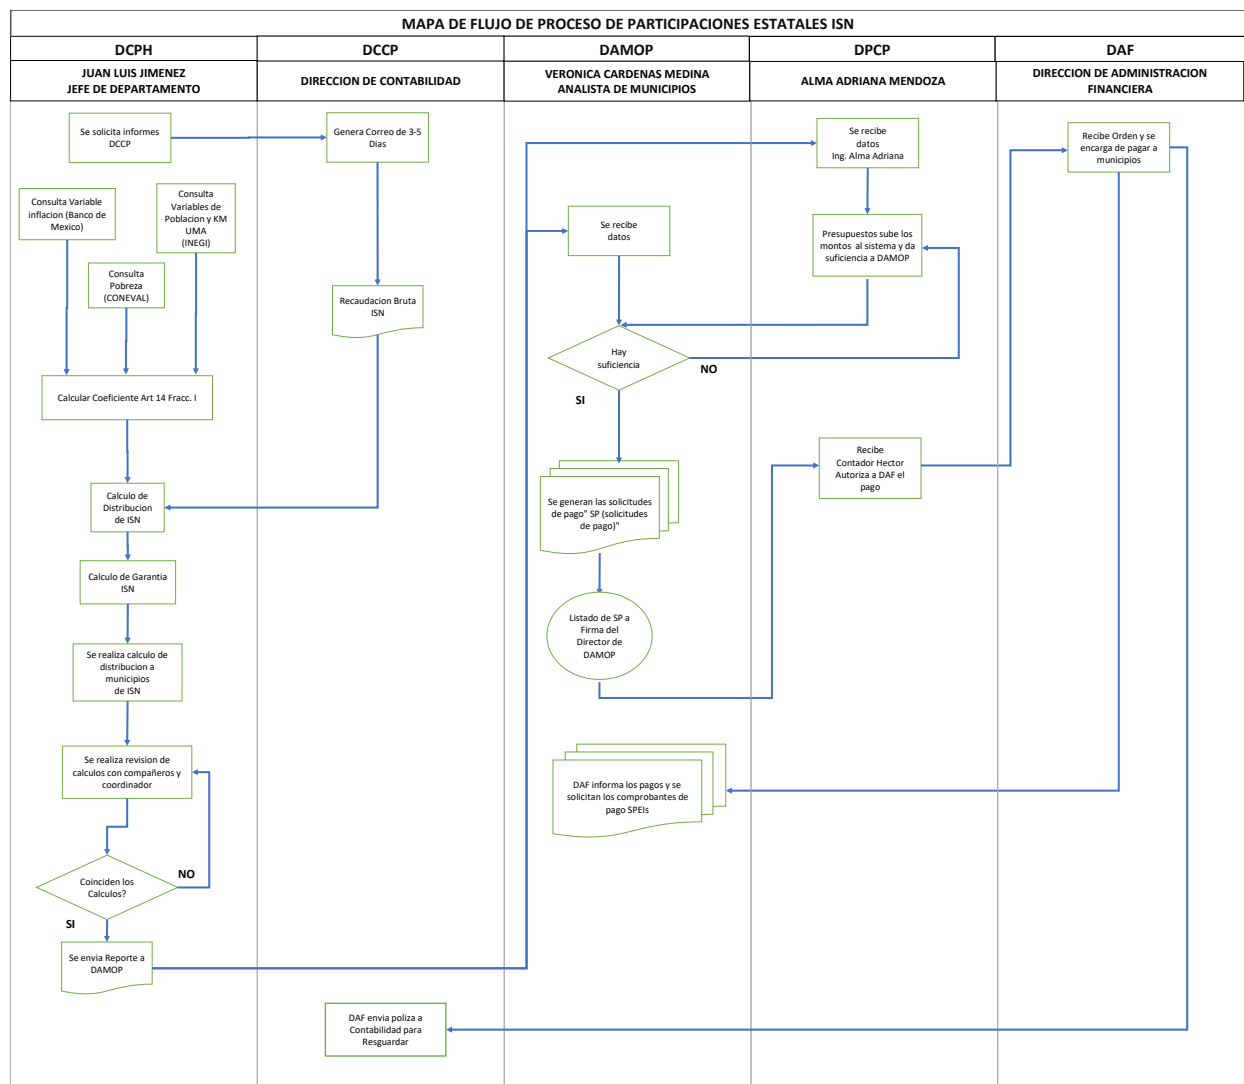 MAPA DE FLUJO DE PROCESO DE PARTICIPACIONES ESTATALES ISN
DCPH
DCCP
DAMOP
DPCP
DAF
JUAN LUIS JIMENEZ
JEFE DE DEPARTAMENTO
DIRECCION DE CONTABILIDAD
VERONICA CARDENAS MEDINA
ANALISTA DE MUNICIPIOS
ALMA ADRIANA MENDOZA
DIRECCION DE ADMINISTRACION
FINANCIERA
Se solicita informes
DCCP
Genera Correo de 3-5
Dias
Se recibe
datos
Ing. Alma Adriana
Recibe Orden y se
encarga de pagar a
municipios
Consulta Variable
inflacion (Banco de
Mexico)
Consulta
Variables de
Poblacion y KM
UMA
(INEGI)
Consulta
Pobreza
(CONEVAL)
Se recibe
datos
Presupuestos sube los
montos al sistema y da
suficiencia a DAMOP
Recaudacion Bruta
ISN
Hay
suficiencia
NO
SI
Calcular Coeficiente Art 14 Fracc. I
Calculo de
Distribucion
de ISN
Se generan las solicitudes
de pago" SP (solicitudes
de pago)"
Recibe
Contador Hector
Autoriza a DAF el
pago
Calculo de Garantia
ISN
Listado de SP a
Firma del
Director de
DAMOP
Se realiza calculo de
distribucion a
municipios
de ISN
Se realiza revision de
calculos con compañeros y
coordinador
DAF informa los pagos y se
solicitan los comprobantes de
pago SPEIs
Coinciden los
Calculos?
NO
SI
Se envia Reporte a
DAMOP
DAF envia poliza a
Contabilidad para
Resguardar